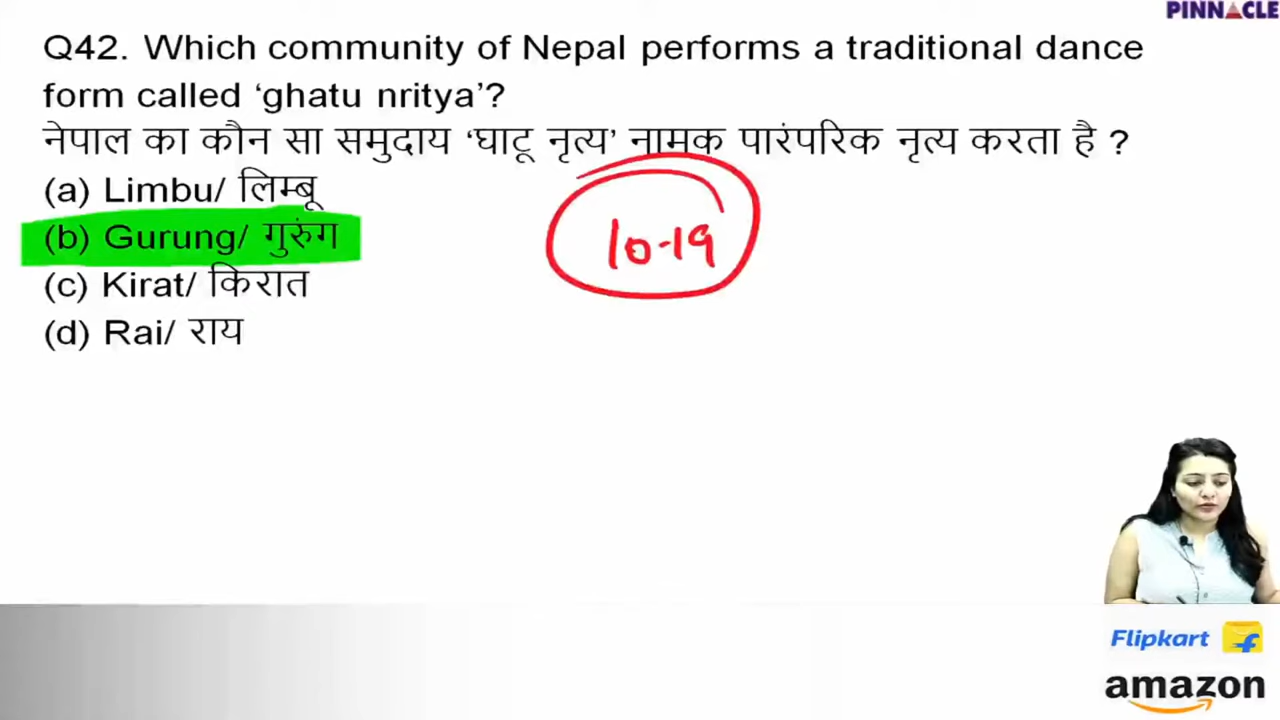 PINNACLE
Q42. Which community of Nepal performs a traditional dance
form called ‘ghatu nritya’?
नेपाल का कौन सा समुदाय ‘घाटू नृत्य’ नामक पारंपरिक नृत्य करता है ?
(a) Limbu/ लिम्बू
(b) Gurung/ गुरुंग
10-19
(c) Kirat/ किरात
(d) Rai/ राय
Flipkart
amazon